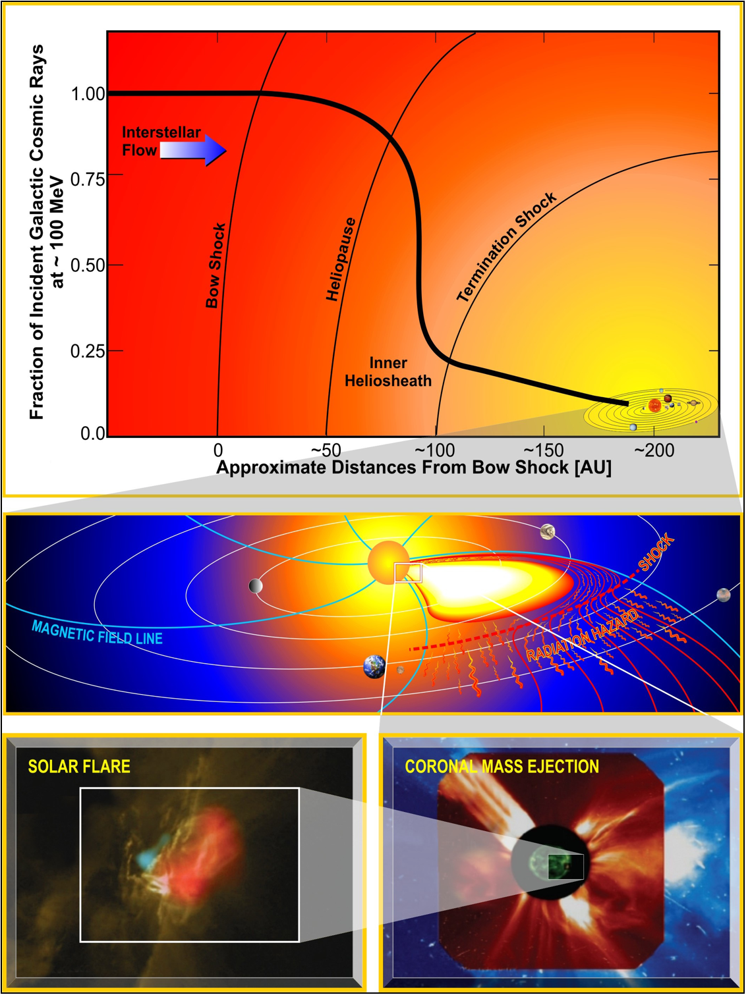 Fraction of Incident Galactic Cosmic Rays
at ~ 100 MeV
1.00
0.75
0.50
0.25
0.0
Interstellar
Flow
Bow Shock
Heliopause
Termination Shock
Inner
Heliosheath
0
~50
~100
~150
~200
Approximate Distances From Bow Shock [AU]
SHOCK
MAGNETIC FIELD LINE
RADIATION HAZARD
SOLAR FLARE
CORONAL MASS EJECTION